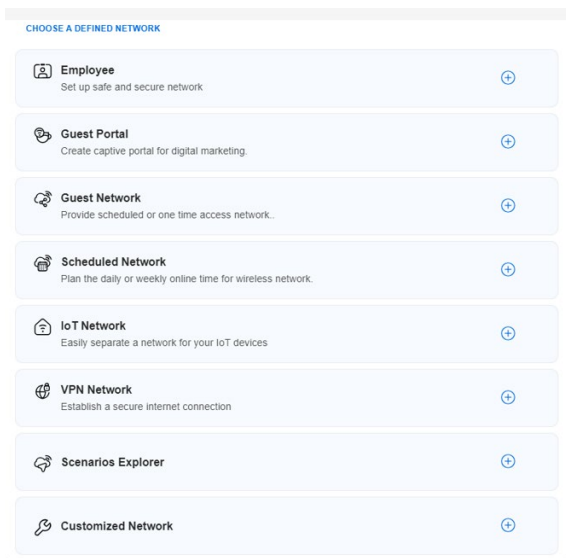 CHOOSE A DEFINED NETWORK
Employee
Set up safe and secure network
Guest Portal
Create captive portal for digital marketing.
Guest Network
Provide scheduled or one time access network..
Scheduled Network
Plan the daily or weekly online time for wireless network.
IoT Network
Easily separate a network for your IoT devices
VPN Network
Establish a secure internet connection
Scenarios Explorer
Customized Network